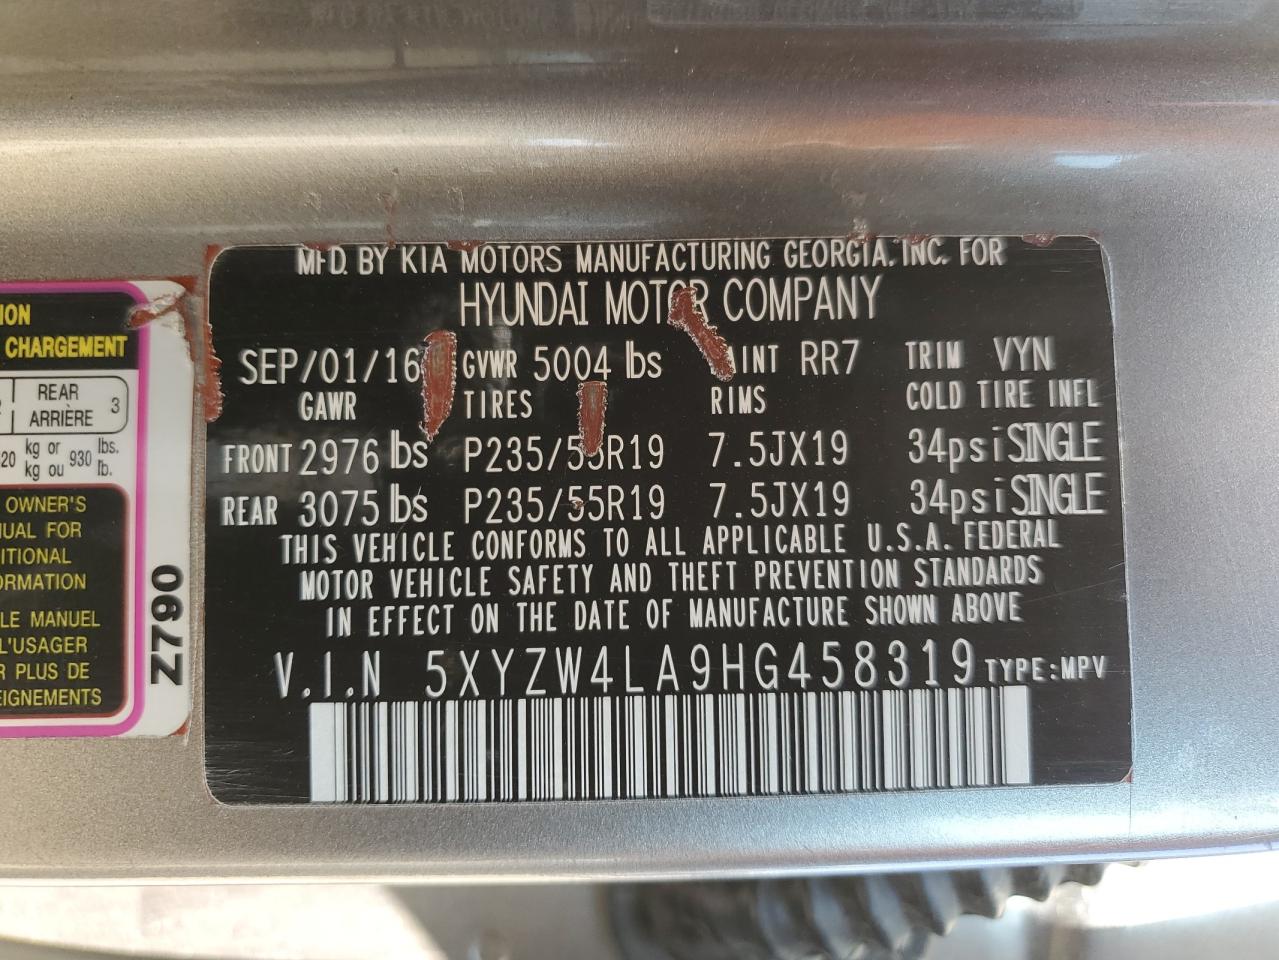 MFD. BY KIA MOTORS MANUFACTURING GEORGIA, INC. FOR
HYUNDAI MOTOR COMPANY
SEP/01/16 GVWR 5004 lbs AINT RR7 TRIM VYN
GAWR TIRES RIMS COLD TIRE INFL
FRONT 2976 lbs P235/55R19 7.5JX19 34psi SINGLE
REAR 3075 lbs P235/55R19 7.5JX19 34psi SINGLE
THIS VEHICLE CONFORMS TO ALL APPLICABLE U.S.A. FEDERAL
MOTOR VEHICLE SAFETY AND THEFT PREVENTION STANDARDS
IN EFFECT ON THE DATE OF MANUFACTURE SHOWN ABOVE
V.I.N 5XYZW4LA9HG458319 TYPE:MPV
ION
CHARGEMENT
REAR
ARRIÈRE 3
20 kg or 930 lbs.
kg ou lb.
OWNER'S
UAL FOR
ITIONAL
ORMATION
LE MANUEL
L'USAGER
R PLUS DE
EIGNEMENTS
Z790